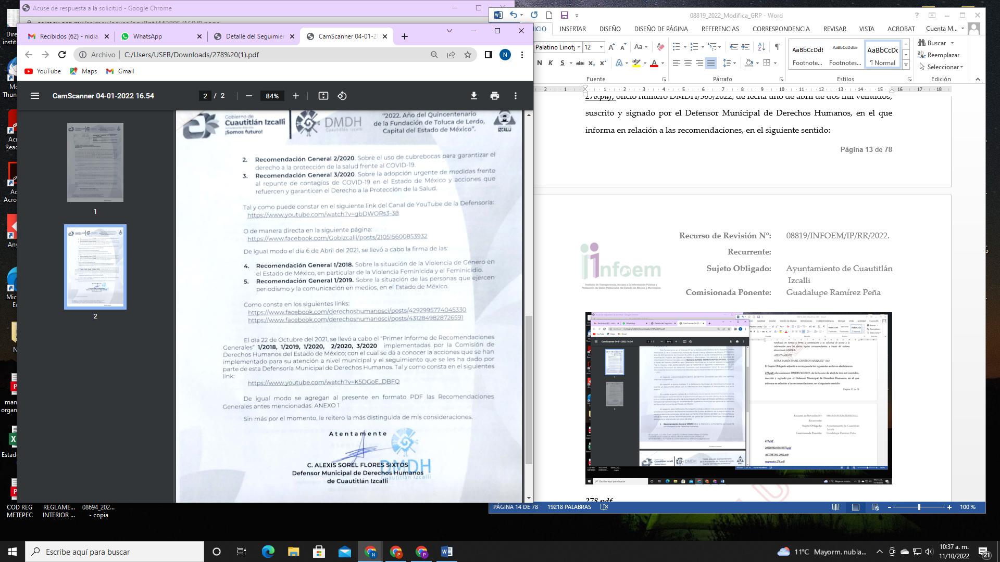 Acuse de respuesta a la solicitud - Google Chrome
Recibidos (62) - nidia
WhatsApp
Detalle del Seguimien
CamScanner 04-01-2
Archivo
C:/Users/USER/Downloads/278%20(1).pdf
YouTube
Maps
Gmail
CamScanner 04-01-2022 16.54
2 / 2
84%
1
2
Gobierno de
Cuautitlán Izcalli
¡Somos futuro!
DMDH
Cuautitlán Izcalli
"2022. Año del Quincentenario
de la Fundación de Toluca de Lerdo,
Capital del Estado de México".
IZCALLI
2. Recomendación General 2/2020. Sobre el uso de cubrebocas para garantizar el
derecho a la protección de la salud frente al COVID-19.
3. Recomendación General 3/2020. Sobre la adopción urgente de medidas frente
al repunte de contagios de COVID-19 en el Estado de México y acciones que
refuercen y garanticen el Derecho a la Protección de la Salud.
Tal y como puede constar en el siguiente link del Canal de YouTube de la Defensoría:
https://www.youtube.com/watch?v=gbDWORs3-38
O de manera directa en la siguiente página:
https://www.facebook.com/GobIzcalli/posts/210515600853932
De igual modo el día 6 de Abril del 2021, se llevó a cabo la firma de las:
4. Recomendación General 1/2018. Sobre la situación de la Violencia de Género en
el Estado de México, en particular de la Violencia Feminicida y el Feminicidio.
5. Recomendación General 1/2019. Sobre la situación de las personas que ejercen
periodismo y la comunicación en medios, en el Estado de México.
Como consta en los siguientes links:
https://www.facebook.com/derechoshumanosci/posts/4292995774045330
https://www.facebook.com/derechoshumanosci/posts/4312849828726591
El día 22 de Octubre del 2021, se llevó a cabo el "Primer Informe de Recomendaciones
Generales" 1/2018, 1/2019, 1/2020, 2/2020, 3/2020 implementadas por la Comisión de
Derechos Humanos del Estado de México; con el cual se da a conocer la acciones que se han
implementado para su atención a nivel municipal y el seguimiento que se les ha dado por
parte de esta Defensoría Municipal de Derechos Humanos. Tal y como consta en el siguientes
link:
https://www.youtube.com/watch?v=K5DGoE_DBFQ
De igual modo se agregan al presente en formato PDF las Recomendaciones
Generales antes mencionadas. ANEXO 1
Sin más por el momento, le reitero la más distinguida de mis consideraciones.
Atentamente
C. ALEXIS SOREL FLORES SIXTOS
Defensor Municipal de Derechos Humanos
de Cuautitlán Izcalli
DMDH
Cuautitlán Izcalli
08819_2022_Modifica_GRP - Word
ICIO INSERTAR DISEÑO DISEÑO DE PÁGINA REFERENCIAS CORRESPONDENCIA REVISAR VISTA ACROBAT Cuenta M...
Palatino Linoty 12
Fuente
Párrafo
Footnote...
Footnotes...
¶ Normal
Estilos
Buscar
Reemplazar
Seleccionar
Edición
278.pdf, oficio número DMDH/365/2022, de fecha uno de abril de dos mil veintidós,
suscrito y signado por el Defensor Municipal de Derechos Humanos, en el que
informa en relación a las recomendaciones, en el siguiente sentido:
Página 13 de 78
Infoem
Instituto de Transparencia, Acceso a la Información Pública y
Protección de Datos Personales del Estado de México y Municipios
Recurso de Revisión N°: 08819/INFOEM/IP/RR/2022.
Recurrente:
Sujeto Obligado: Ayuntamiento de Cuautitlán
Izcalli
Comisionada Ponente: Guadalupe Ramírez Peña
278.pdf
PÁGINA 14 DE 78
19218 PALABRAS
100 %
COD REG
METEPEC
REGLAME...
INTERIOR ...
08694_202...
- copia
Escribe aquí para buscar
11°C Mayorm. nubla...
10:37 a. m.
11/10/2022
21